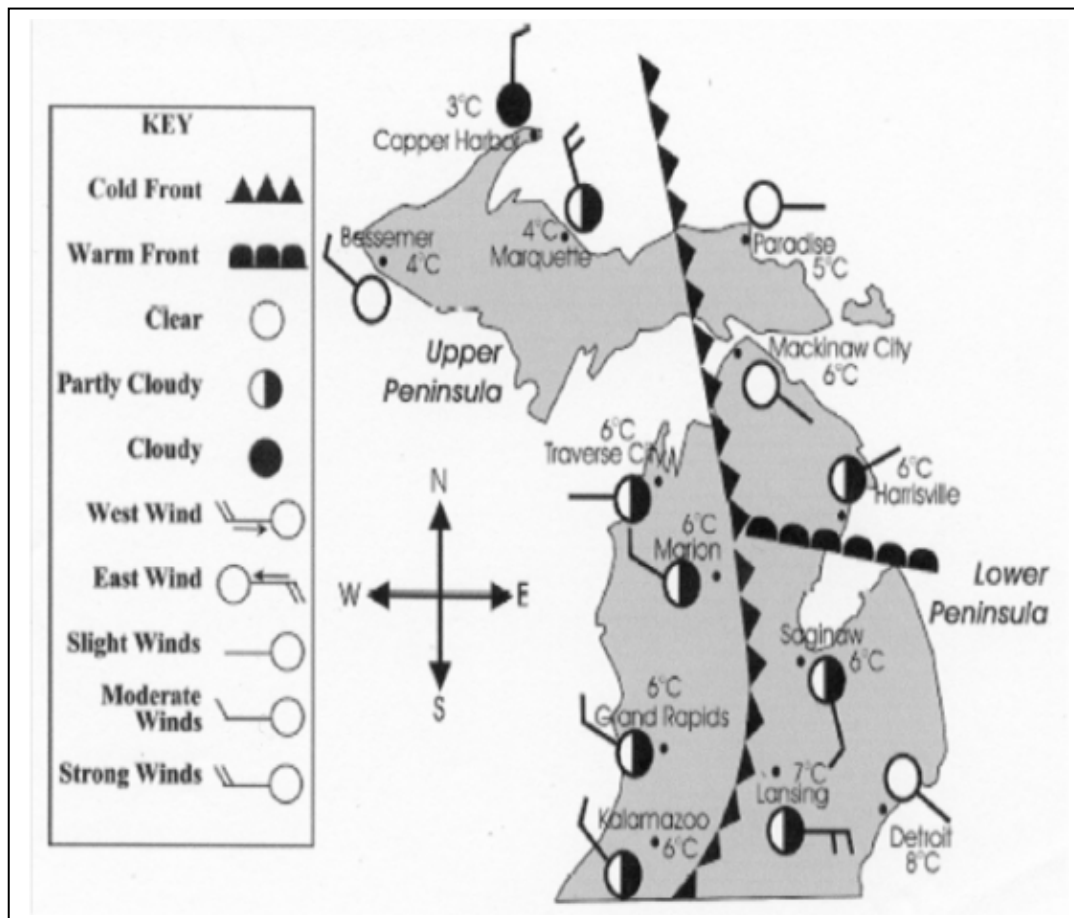 KEY
Cold Front
Warm Front
Clear
Partly Cloudy
Cloudy
West Wind
East Wind
Slight Winds
Moderate
Winds
Strong Winds
3°C
Capper Harbor
Bessemer
4°C
4°C
Marquette
Paradise
5°C
Upper
Peninsula
Mackinaw City
6°C
6°C
Traverse City
6°C
Harrisville
N
W
E
S
6°C
Marion
Lower
Peninsula
Saginaw
6°C
6°C
Grand Rapids
7°C
Lansing
Kalamazoo
6°C
Detroit
8°C